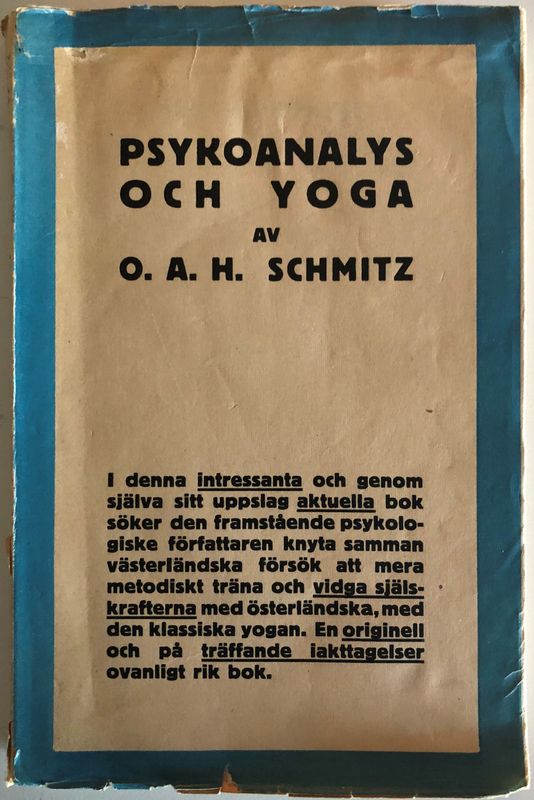 PSYKOANALYS
OCH YOGA
AV
O. A. H. SCHMITZ
I denna intressanta och genom
själva sitt uppslag aktuella bok
söker den framstående psykolo-
giske författaren knyta samman
västerländska försök att mera
metodiskt träna och vidga själs-
krafterna med österländska, med
den klassiska yogan. En originell
och på träffande iakttagelser
ovanligt rik bok.